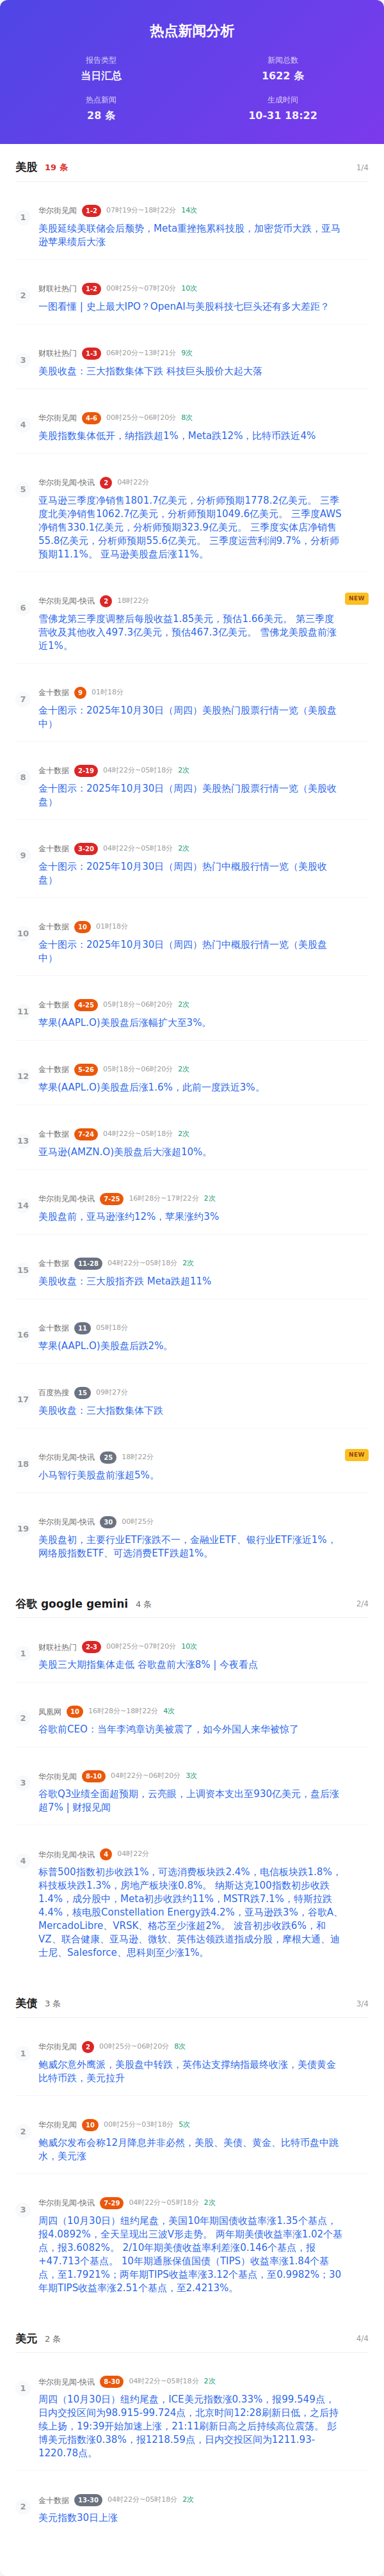 热点新闻分析
报告类型
当日汇总
新闻总数
1622 条
热点新闻
28 条
生成时间
10-31 18:22
美股 19 条 1/4
1
华尔街见闻 1-2 07时19分~18时22分 14次
美股延续美联储会后颓势，Meta重挫拖累科技股，加密货币大跌，亚马
逊苹果绩后大涨
2
财联社热门 1-2 00时25分~07时20分 10次
一图看懂 | 史上最大IPO？OpenAI与美股科技七巨头还有多大差距？
3
财联社热门 1-3 06时20分~13时21分 9次
美股收盘：三大指数集体下跌 科技巨头股价大起大落
4
华尔街见闻 4-6 00时25分~06时20分 8次
美股指数集体低开，纳指跌超1%，Meta跌12%，比特币跌近4%
5
华尔街见闻-快讯 2 04时22分
亚马逊三季度净销售1801.7亿美元，分析师预期1778.2亿美元。 三季
度北美净销售1062.7亿美元，分析师预期1049.6亿美元。三季度AWS
净销售330.1亿美元，分析师预期323.9亿美元。 三季度实体店净销售
55.8亿美元，分析师预期55.6亿美元。 三季度运营利润9.7%，分析师
预期11.1%。 亚马逊美股盘后涨11%。
6
华尔街见闻-快讯 2 18时22分
NEW
雪佛龙第三季度调整后每股收益1.85美元，预估1.66美元。 第三季度
营收及其他收入497.3亿美元，预估467.3亿美元。 雪佛龙美股盘前涨
近1%。
7
金十数据 9 01时18分
金十图示：2025年10月30日（周四）美股热门股票行情一览（美股盘
中）
8
金十数据 2-19 04时22分~05时18分 2次
金十图示：2025年10月30日（周四）美股热门股票行情一览（美股收
盘）
9
金十数据 3-20 04时22分~05时18分 2次
金十图示：2025年10月30日（周四）热门中概股行情一览（美股收
盘）
10
金十数据 10 01时18分
金十图示：2025年10月30日（周四）热门中概股行情一览（美股盘
中）
11
金十数据 4-25 05时18分~06时20分 2次
苹果(AAPL.O)美股盘后涨幅扩大至3%。
12
金十数据 5-26 05时18分~06时20分 2次
苹果(AAPL.O)美股盘后涨1.6%，此前一度跌近3%。
13
金十数据 7-24 04时22分~05时18分 2次
亚马逊(AMZN.O)美股盘后大涨超10%。
14
华尔街见闻-快讯 7-25 16时28分~17时22分 2次
美股盘前，亚马逊涨约12%，苹果涨约3%
15
金十数据 11-28 04时22分~05时18分 2次
美股收盘：三大股指齐跌 Meta跌超11%
16
金十数据 11 05时18分
苹果(AAPL.O)美股盘后跌2%。
17
百度热搜 15 09时27分
美股收盘：三大指数集体下跌
18
华尔街见闻-快讯 25 18时22分
NEW
小马智行美股盘前涨超5%。
19
华尔街见闻-快讯 30 00时25分
美股盘初，主要行业ETF涨跌不一，金融业ETF、银行业ETF涨近1%，
网络股指数ETF、可选消费ETF跌超1%。
谷歌 google gemini 4 条 2/4
1
财联社热门 2-3 00时25分~07时20分 10次
美股三大期指集体走低 谷歌盘前大涨8% | 今夜看点
2
凤凰网 10 16时28分~18时22分 4次
谷歌前CEO：当年李鸿章访美被震了，如今外国人来华被惊了
3
华尔街见闻 8-10 04时22分~06时20分 3次
谷歌Q3业绩全面超预期，云亮眼，上调资本支出至930亿美元，盘后涨
超7% | 财报见闻
4
华尔街见闻-快讯 4 04时22分
标普500指数初步收跌1%，可选消费板块跌2.4%，电信板块跌1.8%，
科技板块跌1.3%，房地产板块涨0.8%。 纳斯达克100指数初步收跌
1.4%，成分股中，Meta初步收跌约11%，MSTR跌7.1%，特斯拉跌
4.4%，核电股Constellation Energy跌4.2%，亚马逊跌3%，谷歌A、
MercadoLibre、VRSK、格芯至少涨超2%。 波音初步收跌6%，和
VZ、联合健康、亚马逊、微软、英伟达领跌道指成分股，摩根大通、迪
士尼、Salesforce、思科则至少涨1%。
美债 3 条 3/4
1
华尔街见闻 2 00时25分~06时20分 8次
鲍威尔意外鹰派，美股盘中转跌，英伟达支撑纳指最终收涨，美债黄金
比特币跌，美元拉升
2
华尔街见闻 10 00时25分~03时18分 5次
鲍威尔发布会称12月降息并非必然，美股、美债、黄金、比特币盘中跳
水，美元涨
3
华尔街见闻-快讯 7-29 04时22分~05时18分 2次
周四（10月30日）纽约尾盘，美国10年期国债收益率涨1.35个基点，
报4.0892%，全天呈现出三波V形走势。 两年期美债收益率涨1.02个基
点，报3.6082%。 2/10年期美债收益率利差涨0.146个基点，报
+47.713个基点。 10年期通胀保值国债（TIPS）收益率涨1.84个基
点，至1.7921%；两年期TIPS收益率涨3.12个基点，至0.9982%；30
年期TIPS收益率涨2.51个基点，至2.4213%。
美元 2 条 4/4
1
华尔街见闻-快讯 8-30 04时22分~05时18分 2次
周四（10月30日）纽约尾盘，ICE美元指数涨0.33%，报99.549点，
日内交投区间为98.915-99.724点，北京时间12:28刷新日低，之后持
续上扬，19:39开始加速上涨，21:11刷新日高之后持续高位震荡。 彭
博美元指数涨0.38%，报1218.59点，日内交投区间为1211.93-
1220.78点。
2
金十数据 13-30 04时22分~05时18分 2次
美元指数30日上涨